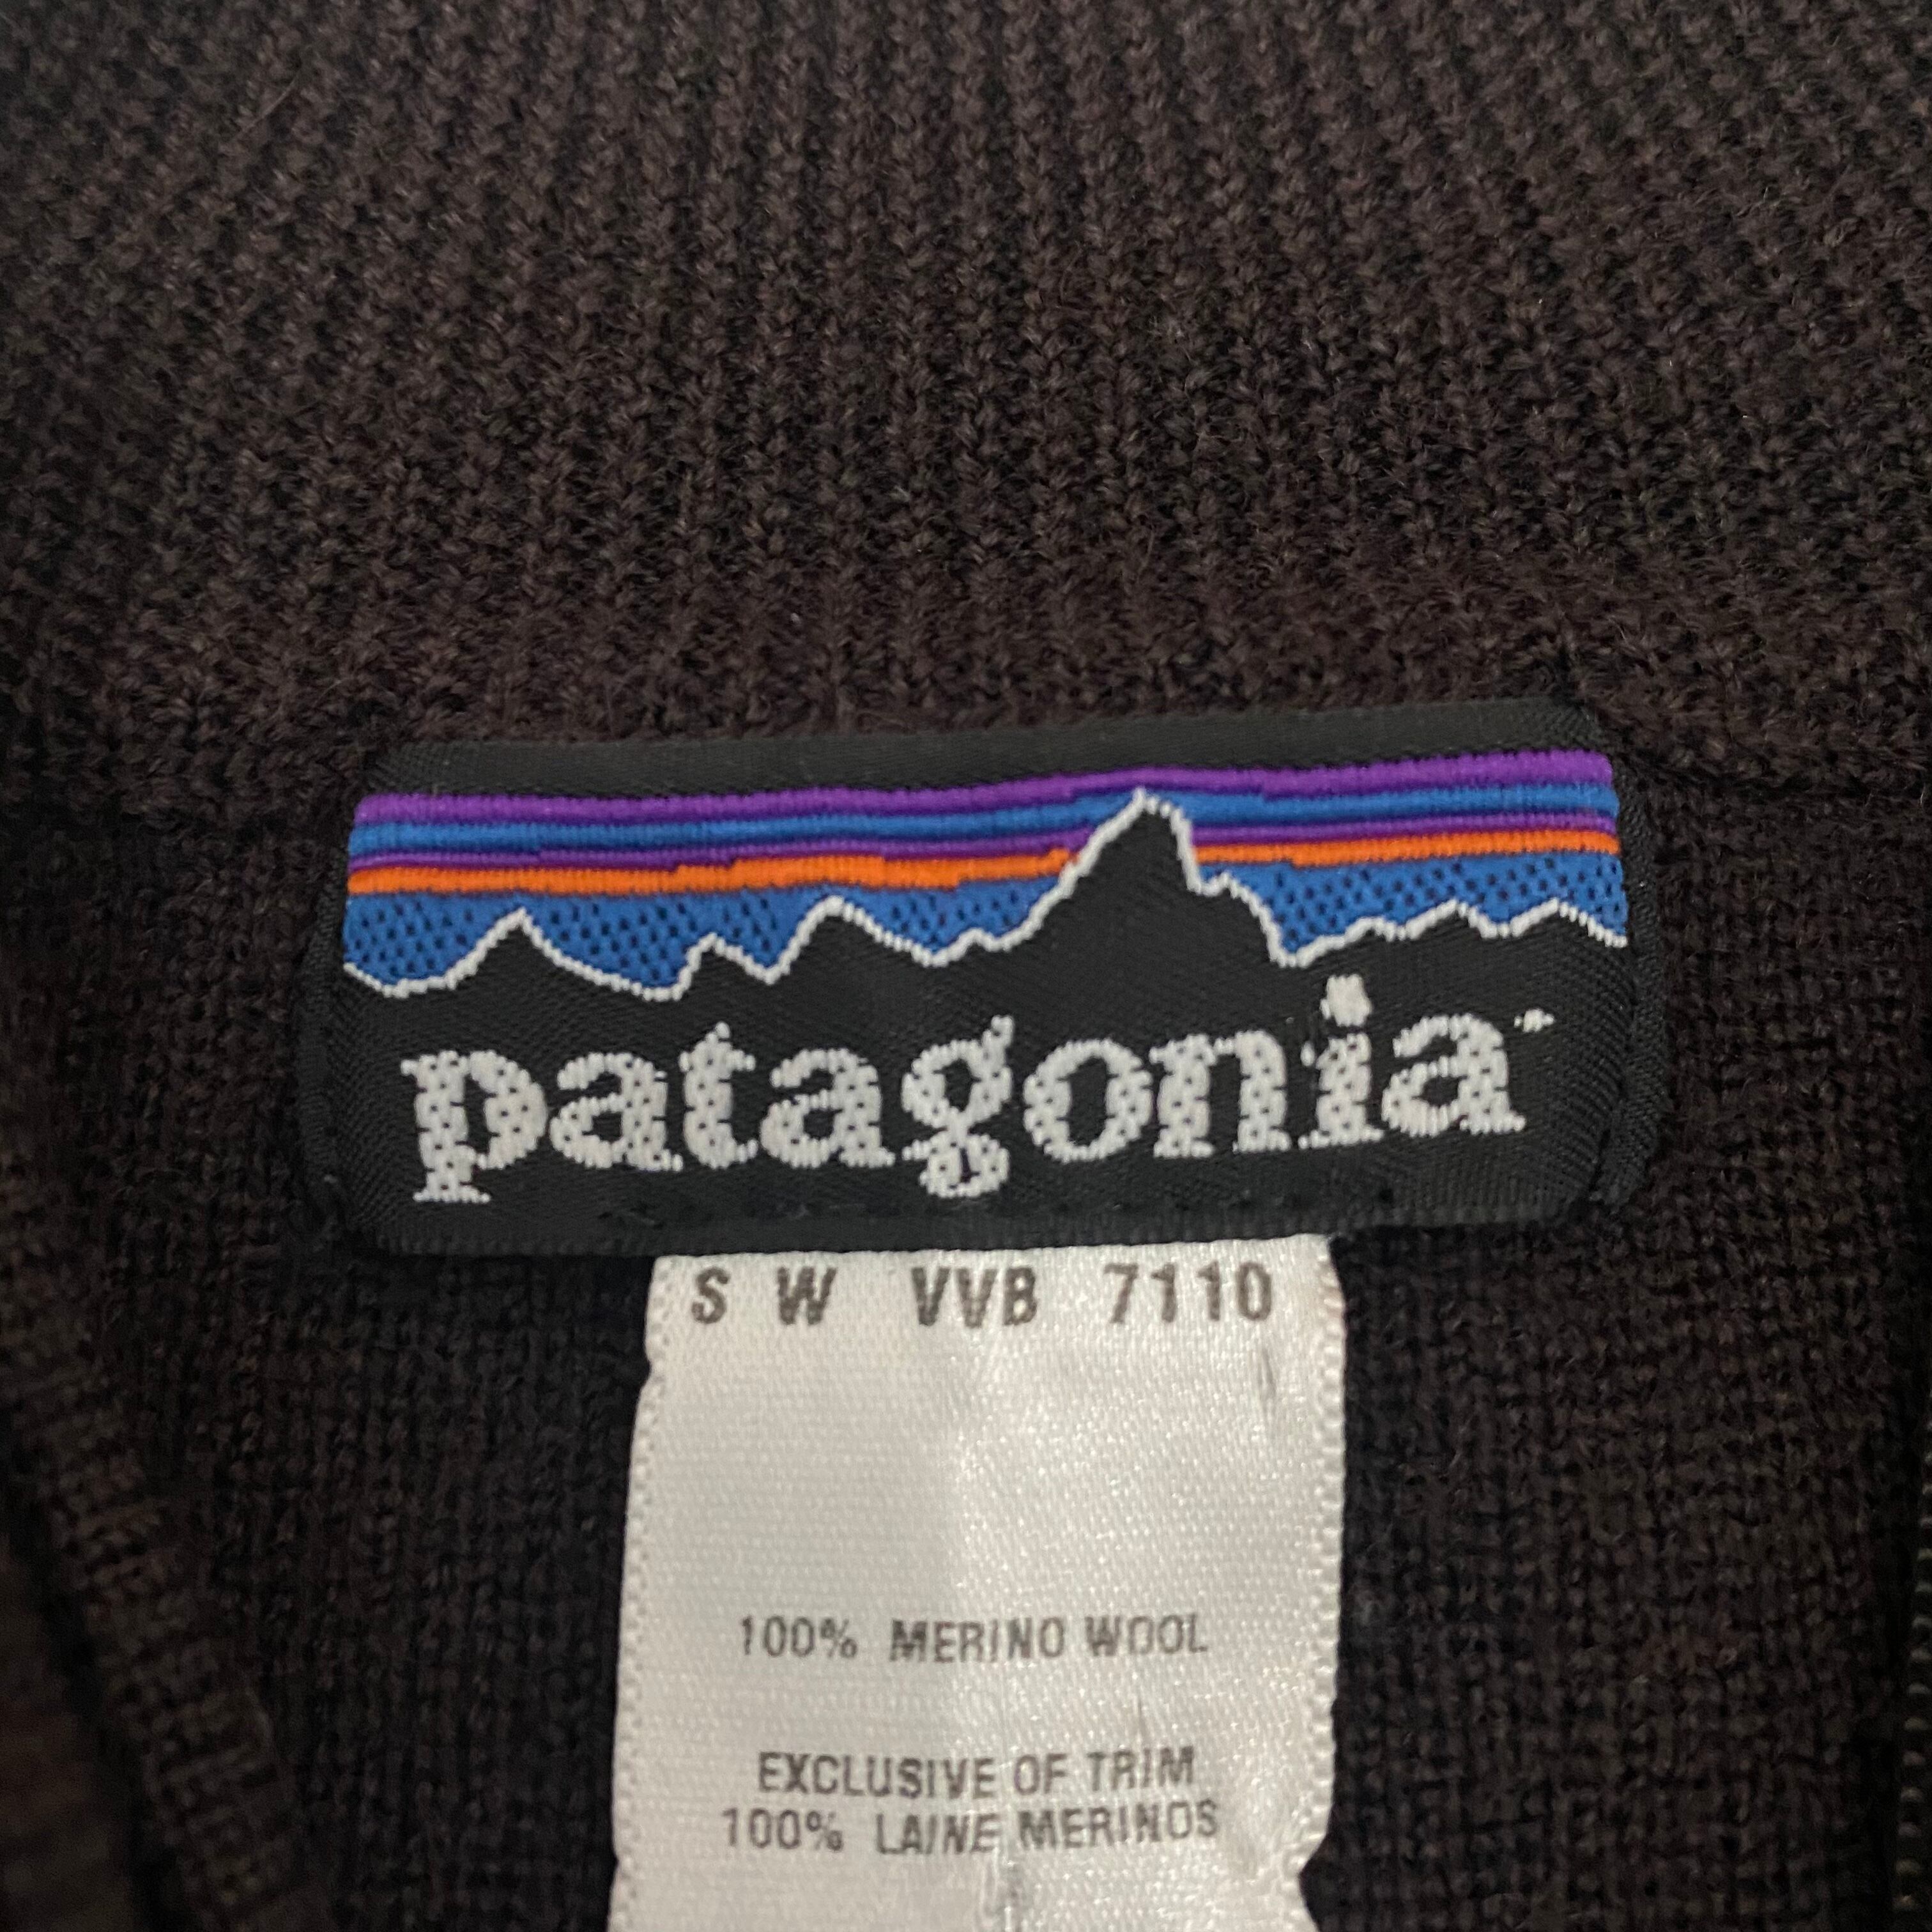 patagonia
S W VVB 7110
100% MERINO WOOL
EXCLUSIVE OF TRIM
100% LAINE MERINOS